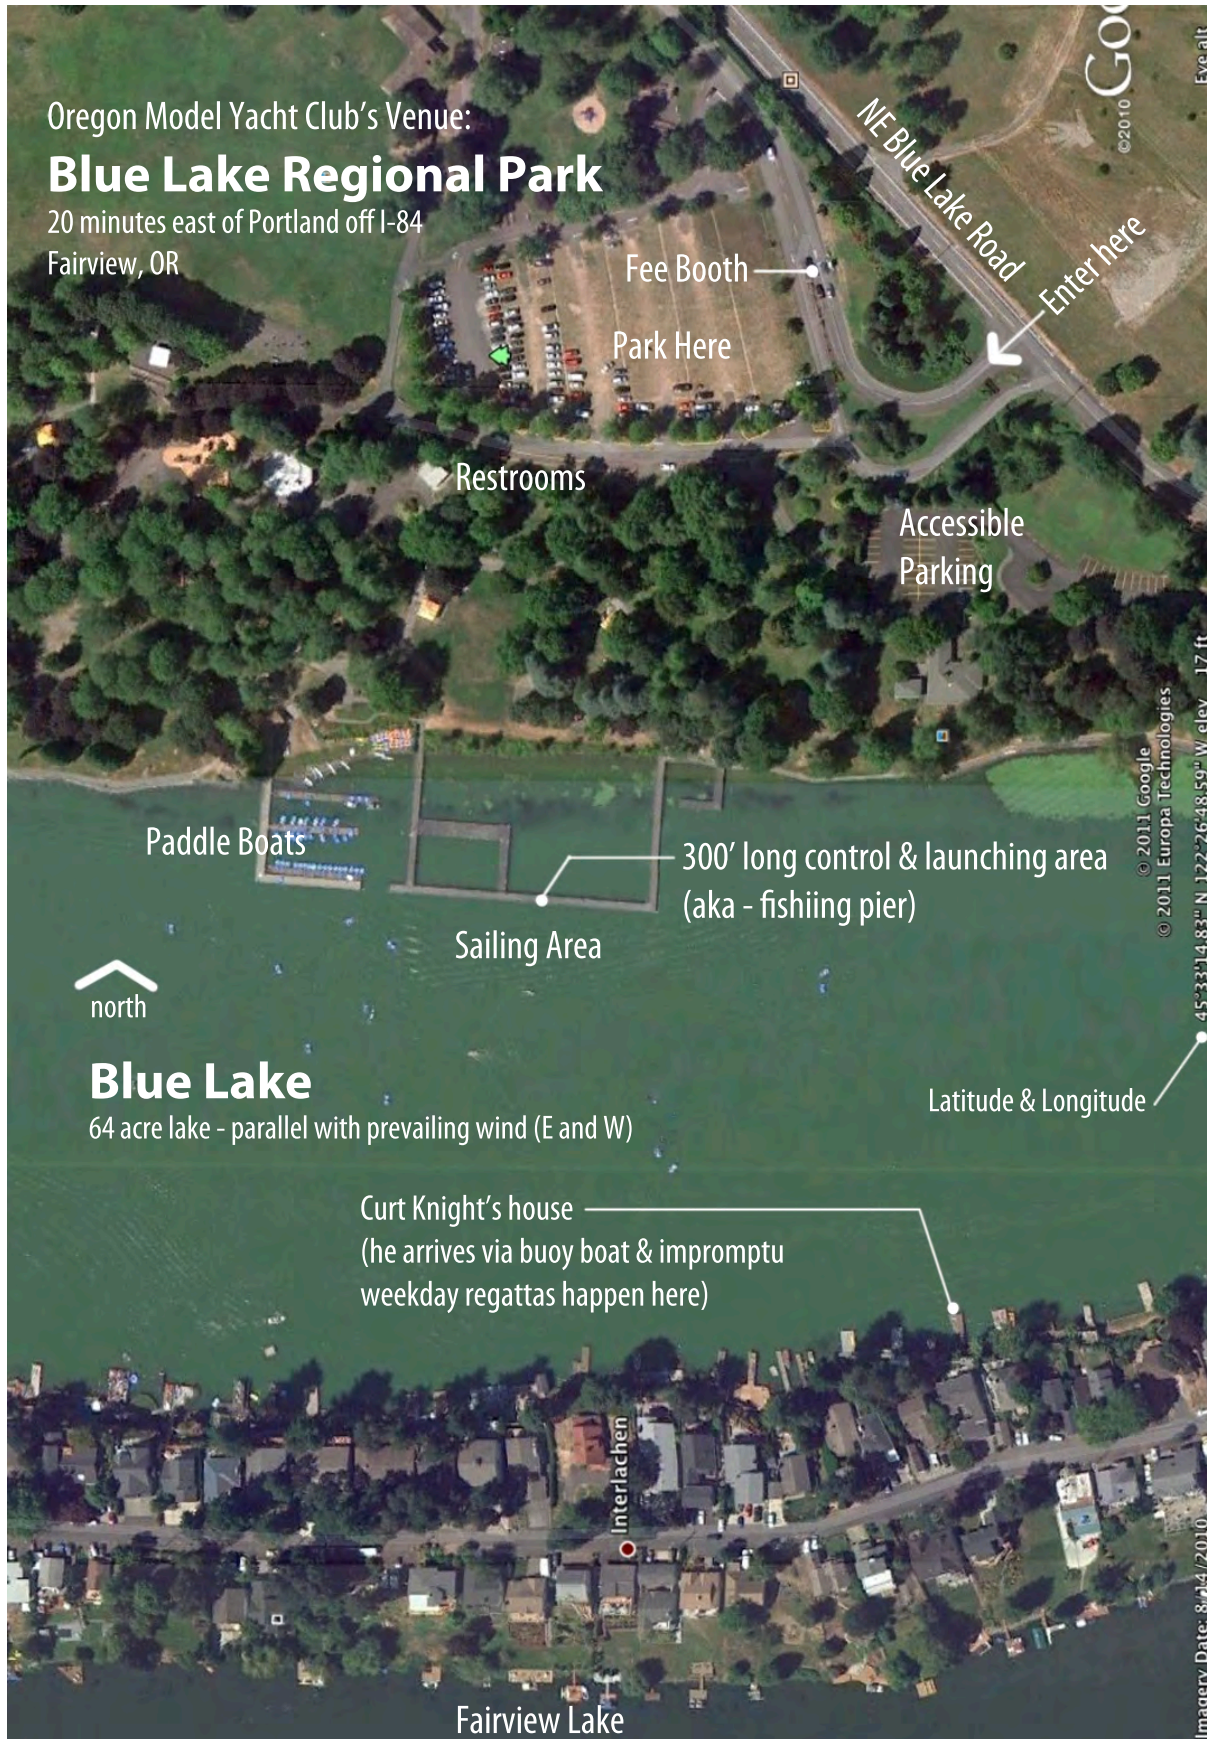 Oregon Model Yacht Club's Venue:
Blue Lake Regional Park
20 minutes east of Portland off I-84
Fairview, OR
NE Blue Lake Road
Enter here
Fee Booth
Park Here
Restrooms
Accessible
Parking
Paddle Boats
300' long control & launching area
(aka - fishiing pier)
Sailing Area
north
Blue Lake
64 acre lake - parallel with prevailing wind (E and W)
Latitude & Longitude
Curt Knight's house
(he arrives via buoy boat & impromptu
weekday regattas happen here)
Interlachen
Fairview Lake
©2010
Goo
Eye alt
© 2011 Google
© 2011 Europa Technologies
45°33'14.83" N 122°26'48.59" W elev 17 ft
Imagery Date: 8/14/2010